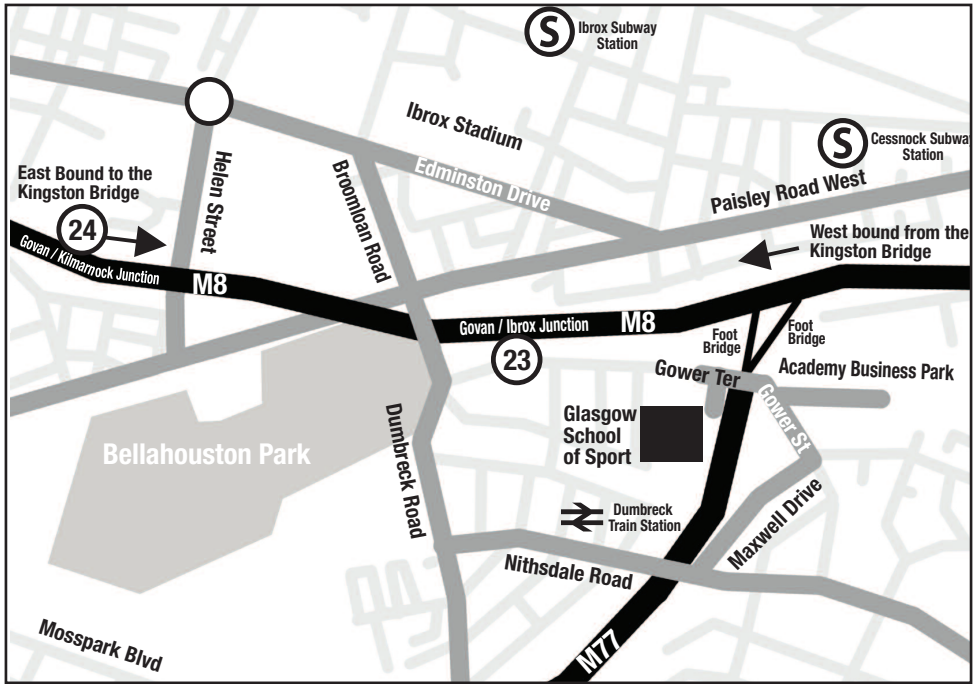 S
Ibrox Subway
Station
Ibrox Stadium
S
Cessnock Subway
Station
East Bound to the
Kingston Bridge
24
Helen Street
Broomloan Road
Edminston Drive
Paisley Road West
West bound from the
Kingston Bridge
Govan / Kilmarnock Junction
M8
Govan / Ibrox Junction
M8
23
Foot
Bridge
Foot
Bridge
Gower Ter
Academy Business Park
Gower St
Glasgow
School
of Sport
Bellahouston Park
Dumbreck Road
Dumbreck
Train Station
Maxwell Drive
Nithsdale Road
Mosspark Blvd
M77